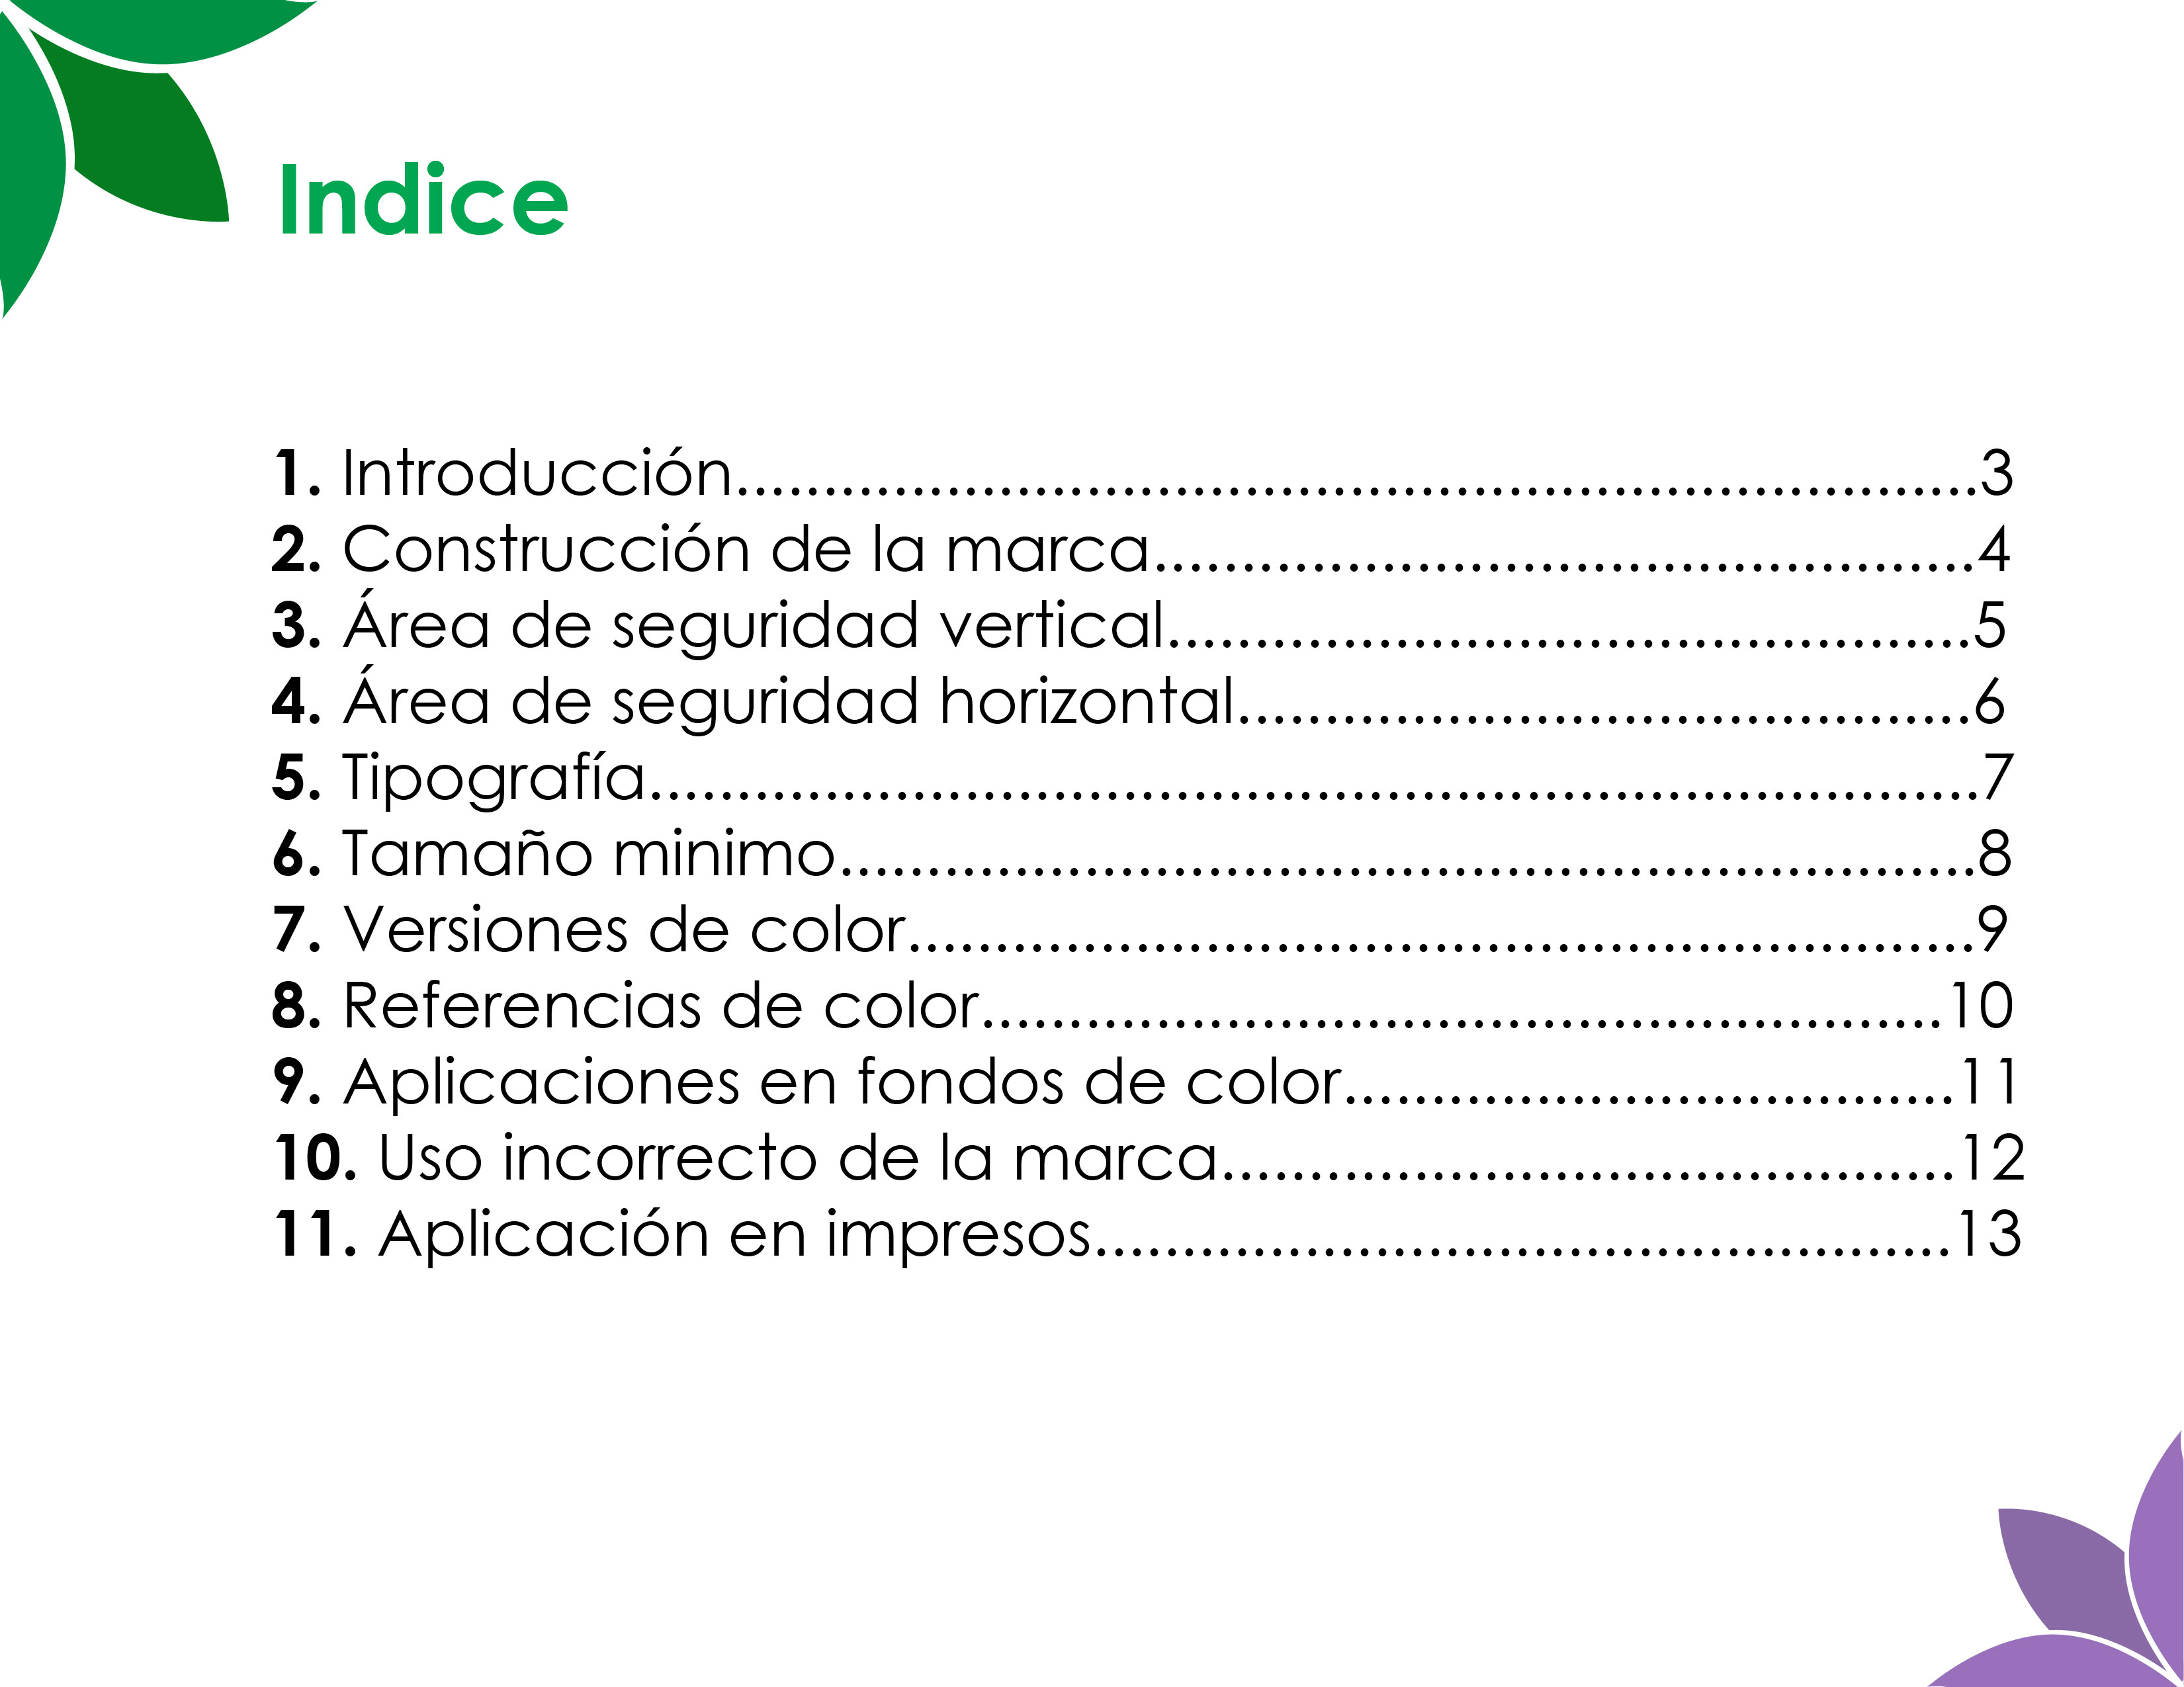 Indice
1. Introducción.......................................................................3
2. Construcción de la marca...............................................4
3. Área de seguridad vertical..............................................5
4. Área de seguridad horizontal..........................................6
5. Tipografía............................................................................7
6. Tamaño minimo.................................................................8
7. Versiones de color.............................................................9
8. Referencias de color.......................................................10
9. Aplicaciones en fondos de color...................................11
10. Uso incorrecto de la marca..........................................12
11. Aplicación en impresos.................................................13